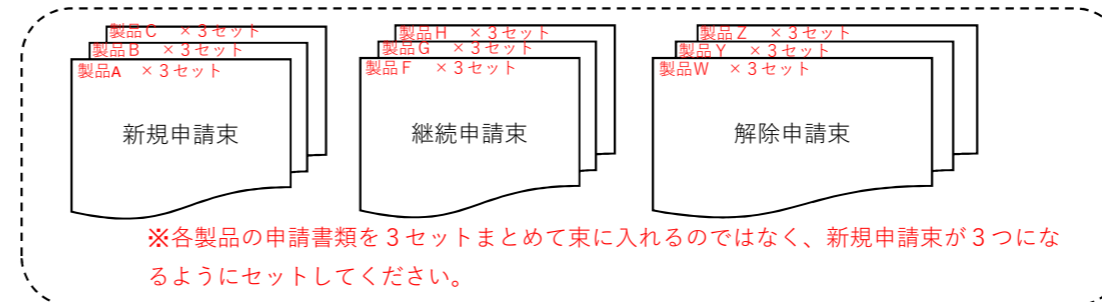 製品C　×３セット
製品B　×３セット
製品A　×３セット
新規申請束
製品H　×３セット
製品G　×３セット
製品F　×３セット
継続申請束
製品Z　×３セット
製品Y　×３セット
製品W　×３セット
解除申請束
※各製品の申請書類を３セットまとめて束に入れるのではなく、新規申請束が３つにな
るようにセットしてください。